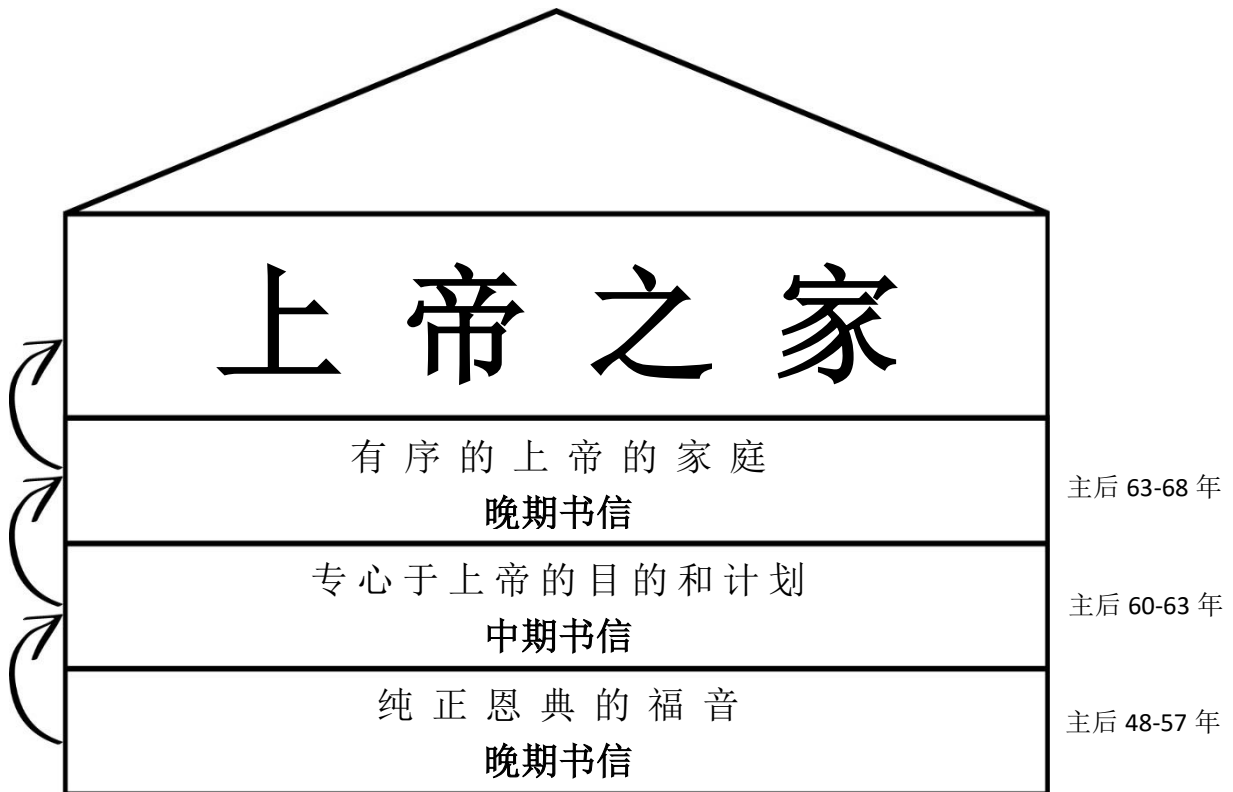 上帝之家
有序的上帝的家庭
晚期书信
主后 63-68 年
专心于上帝的目的和计划
中期书信
主后 60-63 年
纯正恩典的福音
晚期书信
主后 48-57 年